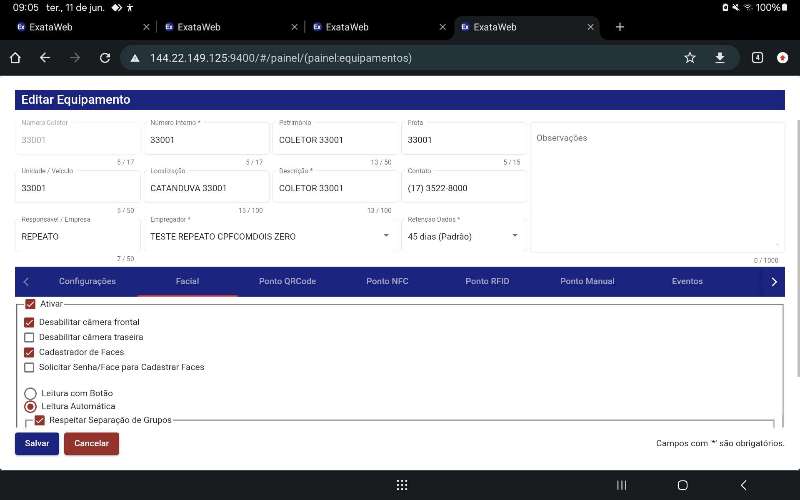 09:05 ter., 11 de jun.
100%
ExataWeb
ExataWeb
ExataWeb
ExataWeb
144.22.149.125:9400/#/painel/(painel:equipamentos)
4
Editar Equipamento
Número Coletor
33001
5 / 17
Número Interno *
33001
5 / 17
Patrimônio
COLETOR 33001
13 / 50
Frota
33001
5 / 15
Observações
0 / 1000
Unidade / Veículo
33001
5 / 50
Localização
CATANDUVA 33001
15 / 100
Descrição *
COLETOR 33001
13 / 100
Contato
(17) 3522-8000
Responsável / Empresa
REPEATO
7 / 50
Empregador *
TESTE REPEATO CPFCOMDOIS ZERO
Retenção Dados *
45 dias (Padrão)
Configurações
Facial
Ponto QRCode
Ponto NFC
Ponto RFID
Ponto Manual
Eventos
Ativar
Desabilitar câmera frontal
Desabilitar câmera traseira
Cadastrador de Faces
Solicitar Senha/Face para Cadastrar Faces
Leitura com Botão
Leitura Automática
Respeitar Separação de Grupos
Salvar
Cancelar
Campos com '*' são obrigatórios.